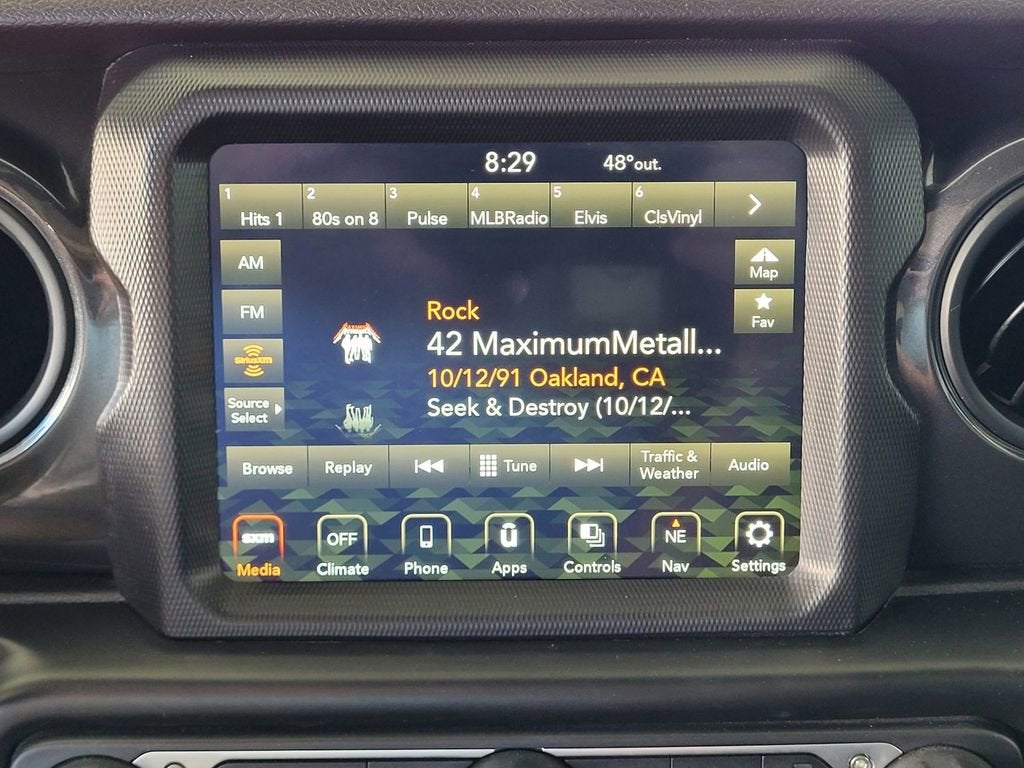 8:29 48°out.
1 Hits 1 2 80s on 8 3 Pulse 4 MLBRadio 5 Elvis 6 ClsVinyl
AM
FM
SiriusXM
Source
Select
Map
Fav
Rock
42 MaximumMetall...
10/12/91 Oakland, CA
Seek & Destroy (10/12/...
Browse Replay Tune Traffic &
Weather Audio
sxm OFF NE
Media Climate Phone Apps Controls Nav Settings